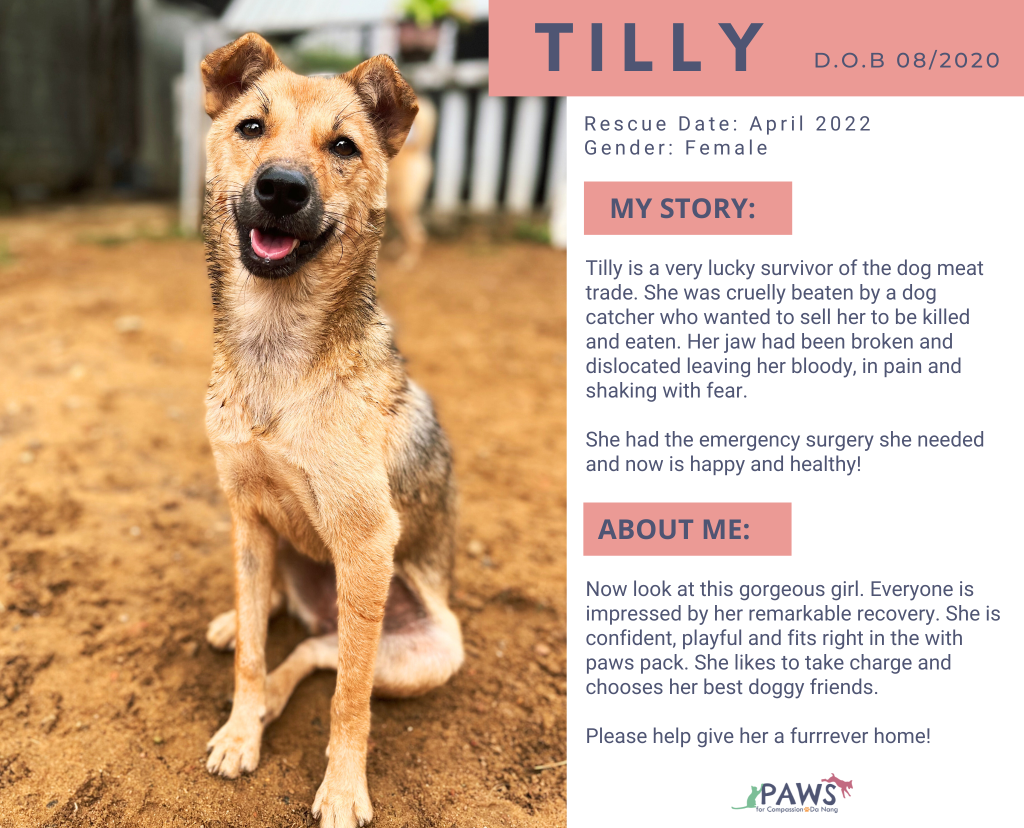 TILLY D.O.B 08/2020
Rescue Date: April 2022
Gender: Female
MY STORY:
Tilly is a very lucky survivor of the dog meat
trade. She was cruelly beaten by a dog
catcher who wanted to sell her to be killed
and eaten. Her jaw had been broken and
dislocated leaving her bloody, in pain and
shaking with fear.
She had the emergency surgery she needed
and now is happy and healthy!
ABOUT ME:
Now look at this gorgeous girl. Everyone is
impressed by her remarkable recovery. She is
confident, playful and fits right in the with
paws pack. She likes to take charge and
chooses her best doggy friends.
Please help give her a furrrever home!
PAWS
for Compassion@Da Nang